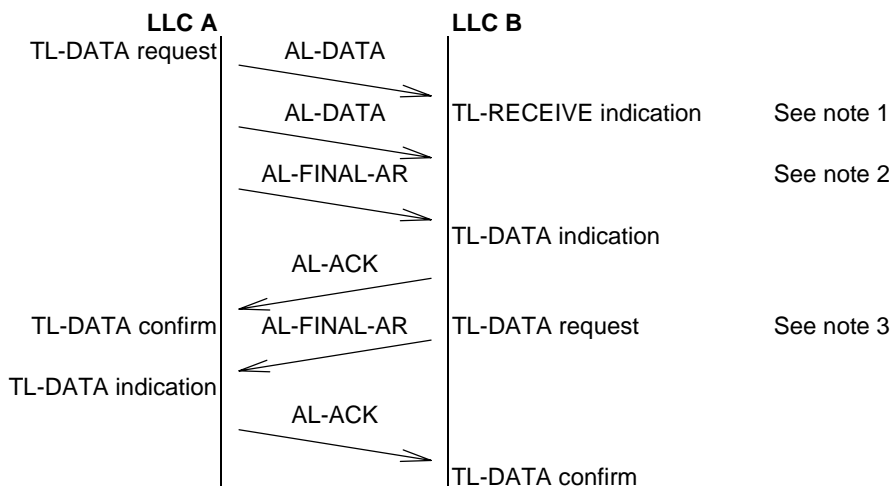 LLC A LLC B
TL-DATA request AL-DATA
AL-DATA TL-RECEIVE indication See note 1
AL-FINAL-AR See note 2
TL-DATA indication
AL-ACK
TL-DATA confirm AL-FINAL-AR TL-DATA request See note 3
TL-DATA indication
AL-ACK
TL-DATA confirm